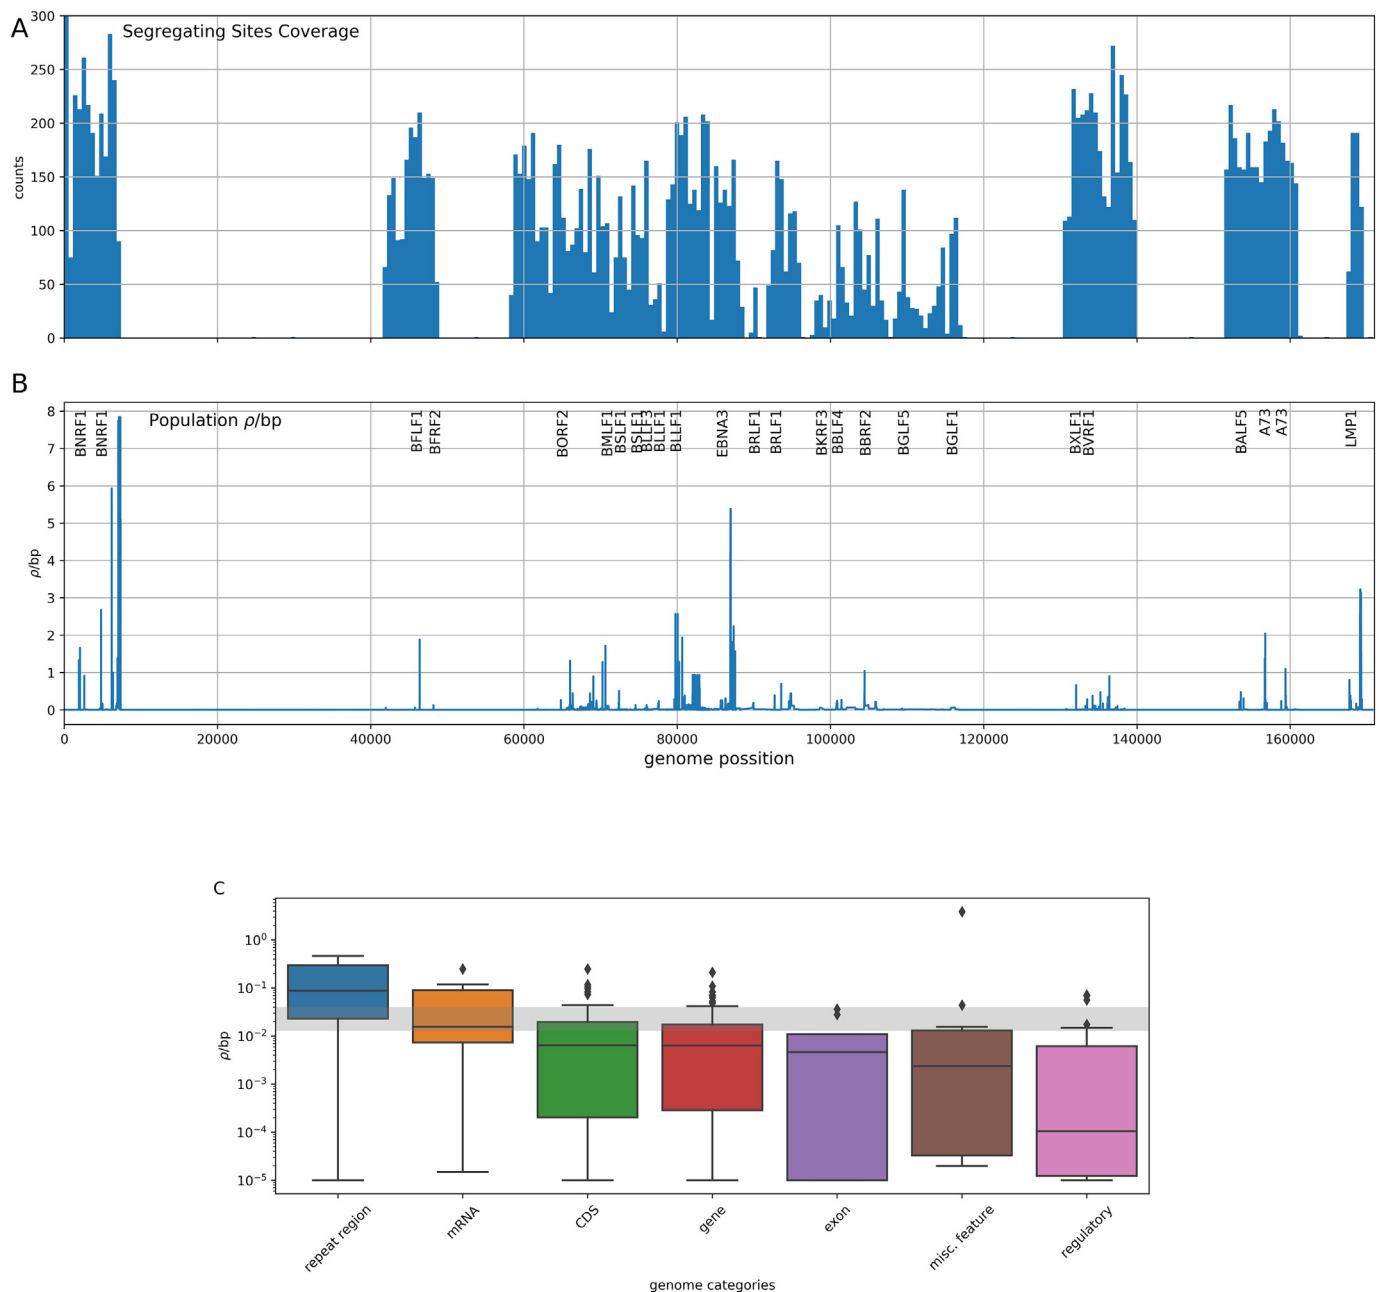 A
Segregating Sites Coverage
300
250
200
150
100
50
0
counts
B
Population ρ/bp
BNRF1
BNRF1
BFLF1
BFRF2
BORF2
BMLF1
BSLF1
BSLF1
BLLF3
BLLF1
BLLF1
EBNA3
BRLF1
BRLF1
BKRF3
BBLF4
BBRF2
BGLF5
BGLF1
BXLF1
BVRF1
BALF5
A73
A73
LMP1
8
7
6
5
4
3
2
1
0
ρ/bp
0 20000 40000 60000 80000 100000 120000 140000 160000
genome possition
C
10⁰
10⁻¹
10⁻²
10⁻³
10⁻⁴
10⁻⁵
ρ/bp
repeat region
mRNA
CDS
gene
exon
misc. feature
regulatory
genome categories